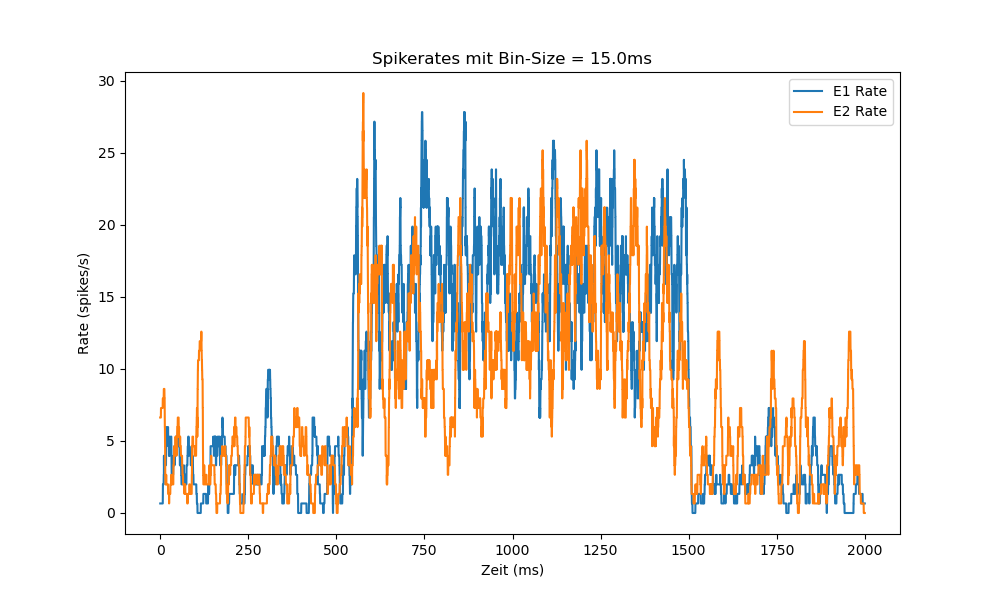 Spikerates mit Bin-Size = 15.0ms
E1 Rate
E2 Rate
Rate (spikes/s)
30
25
20
15
10
5
0
0 250 500 750 1000 1250 1500 1750 2000
Zeit (ms)